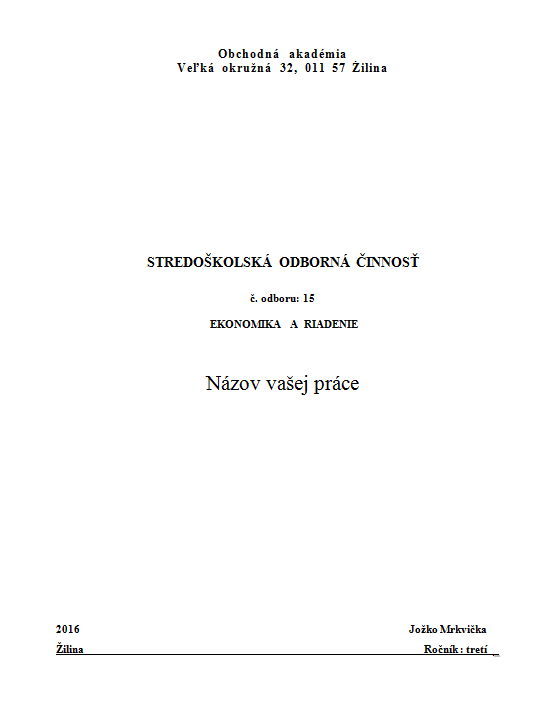 Obchodná akadémia
Veľká okružná 32, 011 57 Žilina
STREDOŠKOLSKÁ ODBORNÁ ČINNOSŤ
č. odboru: 15
EKONOMIKA A RIADENIE
Názov vašej práce
2016 Jožko Mrkvička
Žilina Ročník : tretí